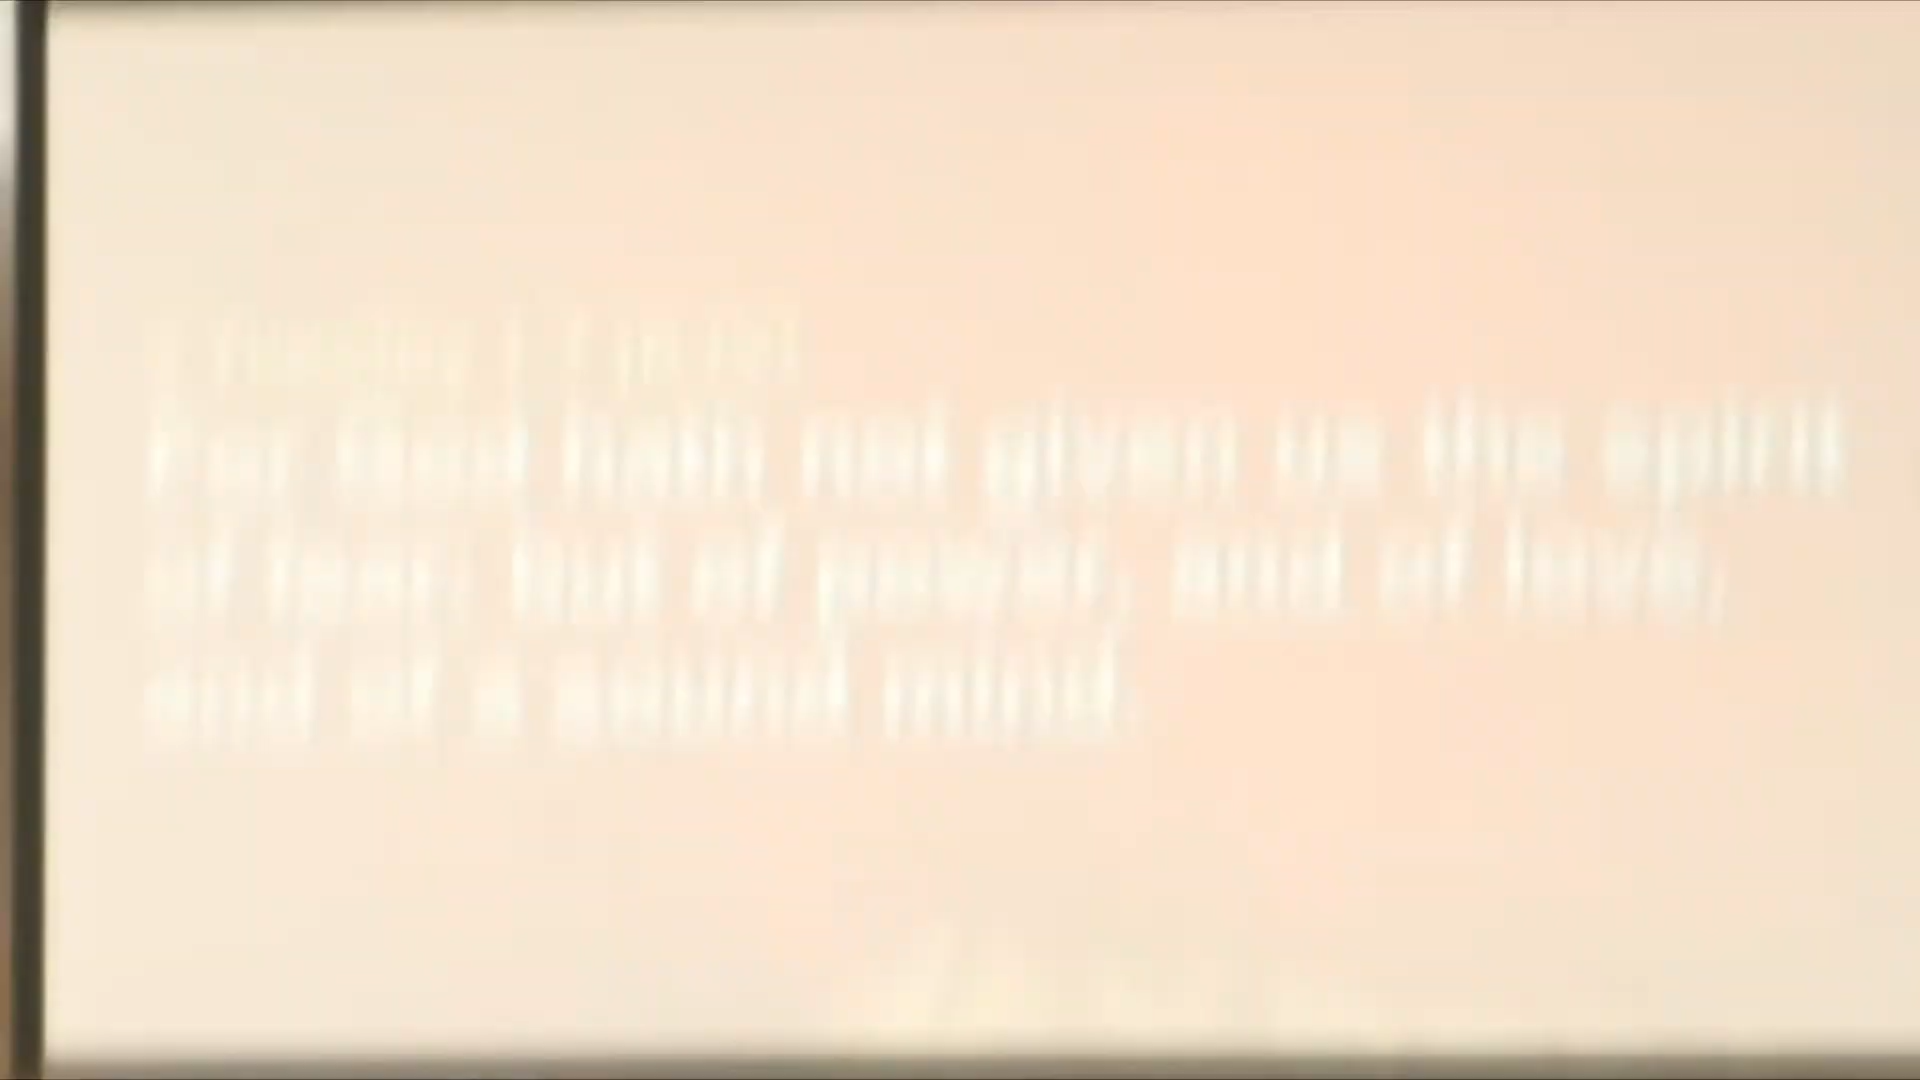 For God hath not given us the spirit
of fear; but of power, and of love,
and of a sound mind.